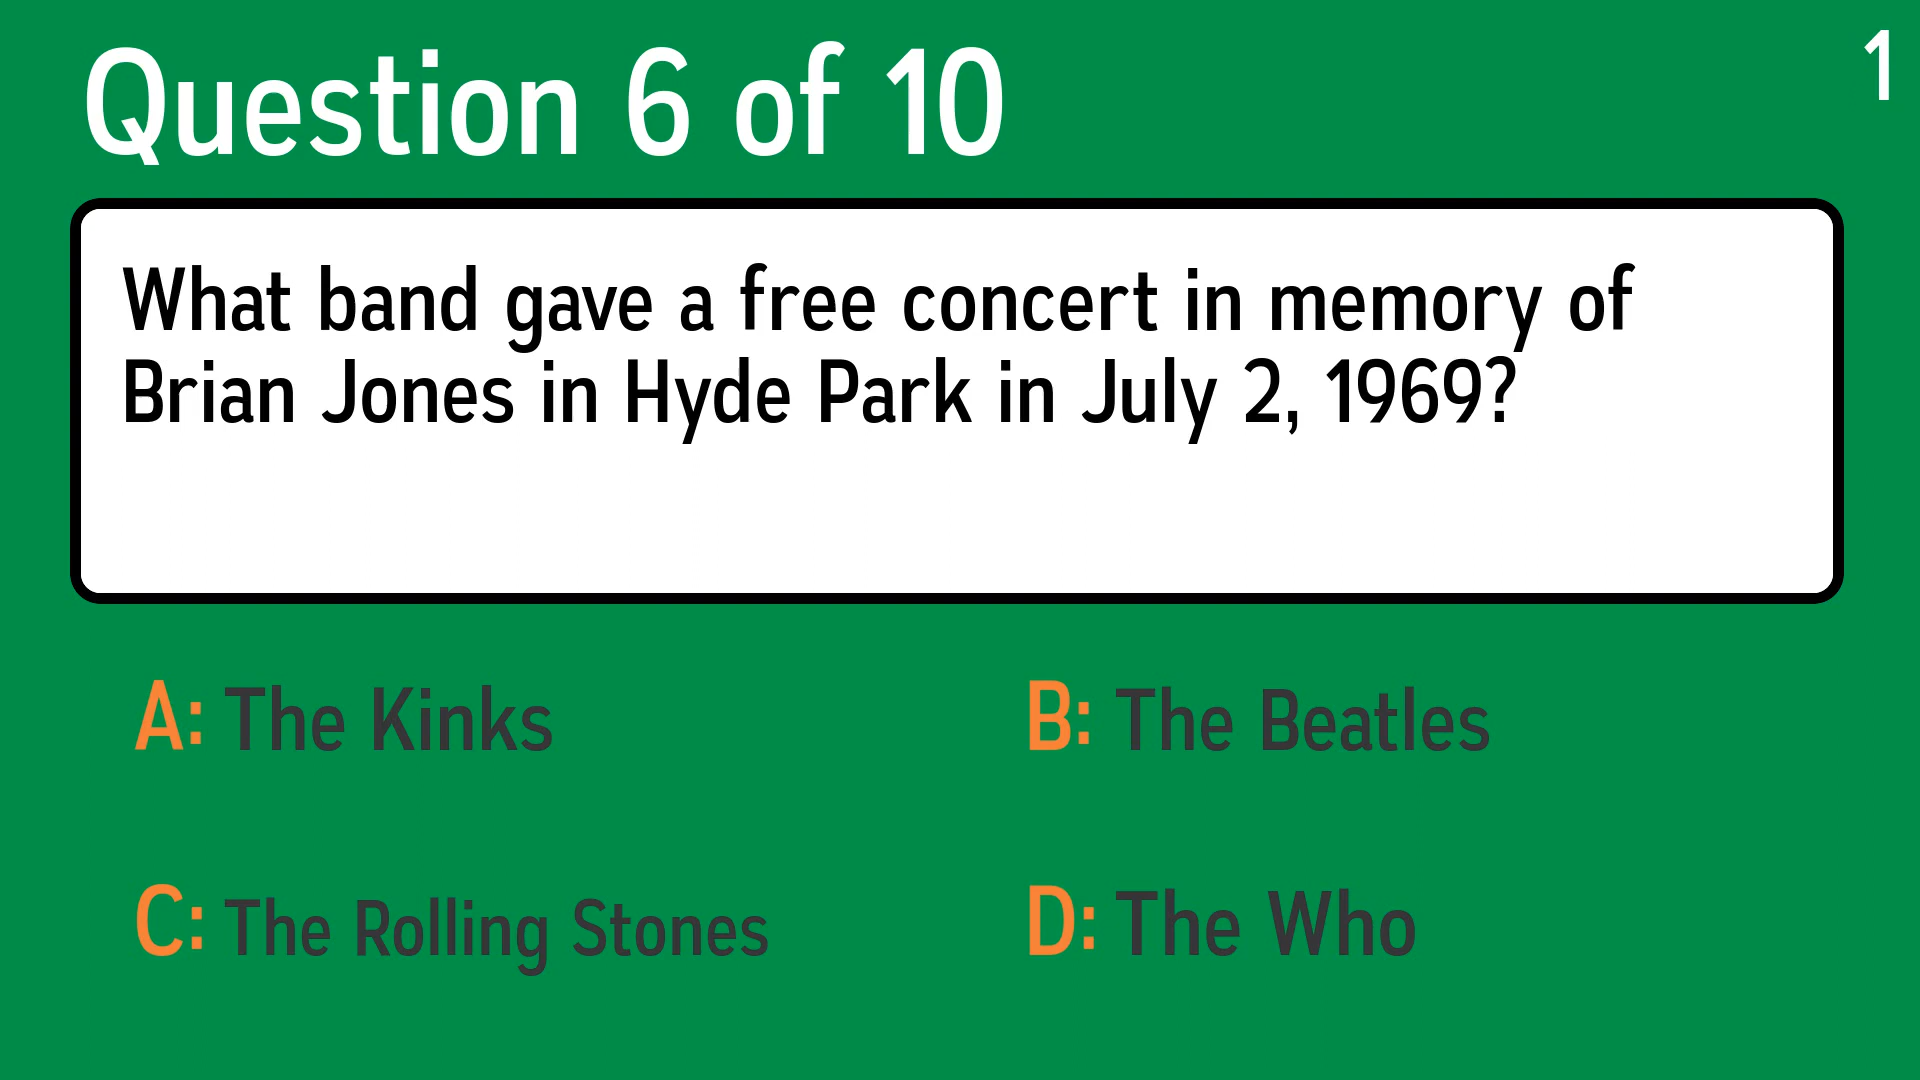 Question 6 of 10
1
What band gave a free concert in memory of
Brian Jones in Hyde Park in July 2, 1969?
A: The Kinks
B: The Beatles
C: The Rolling Stones
D: The Who